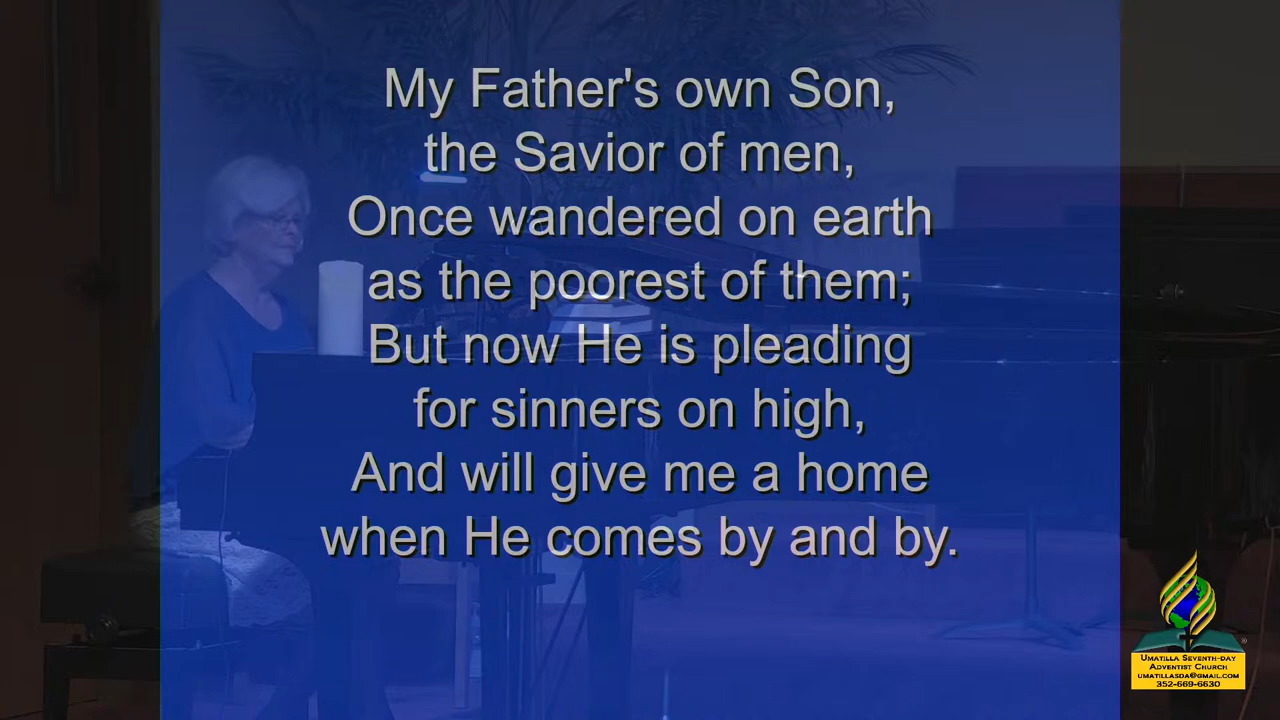 My Father's own Son,
the Savior of men,
Once wandered on earth
as the poorest of them;
But now He is pleading
for sinners on high,
And will give me a home
when He comes by and by.
Umatilla Seventh-day
Adventist Church
umatillasda@gmail.com
352-669-6630